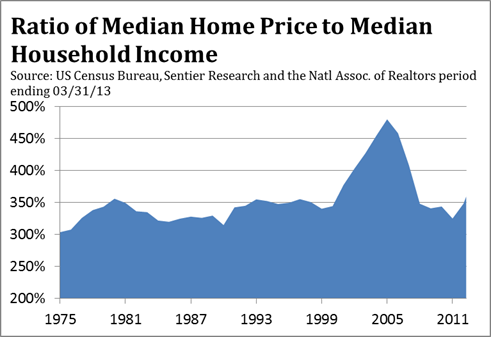 Ratio of Median Home Price to Median
Household Income
Source: US Census Bureau, Sentier Research and the Natl Assoc. of Realtors period
ending 03/31/13
500%
450%
400%
350%
300%
250%
200%
1975 1981 1987 1993 1999 2005 2011